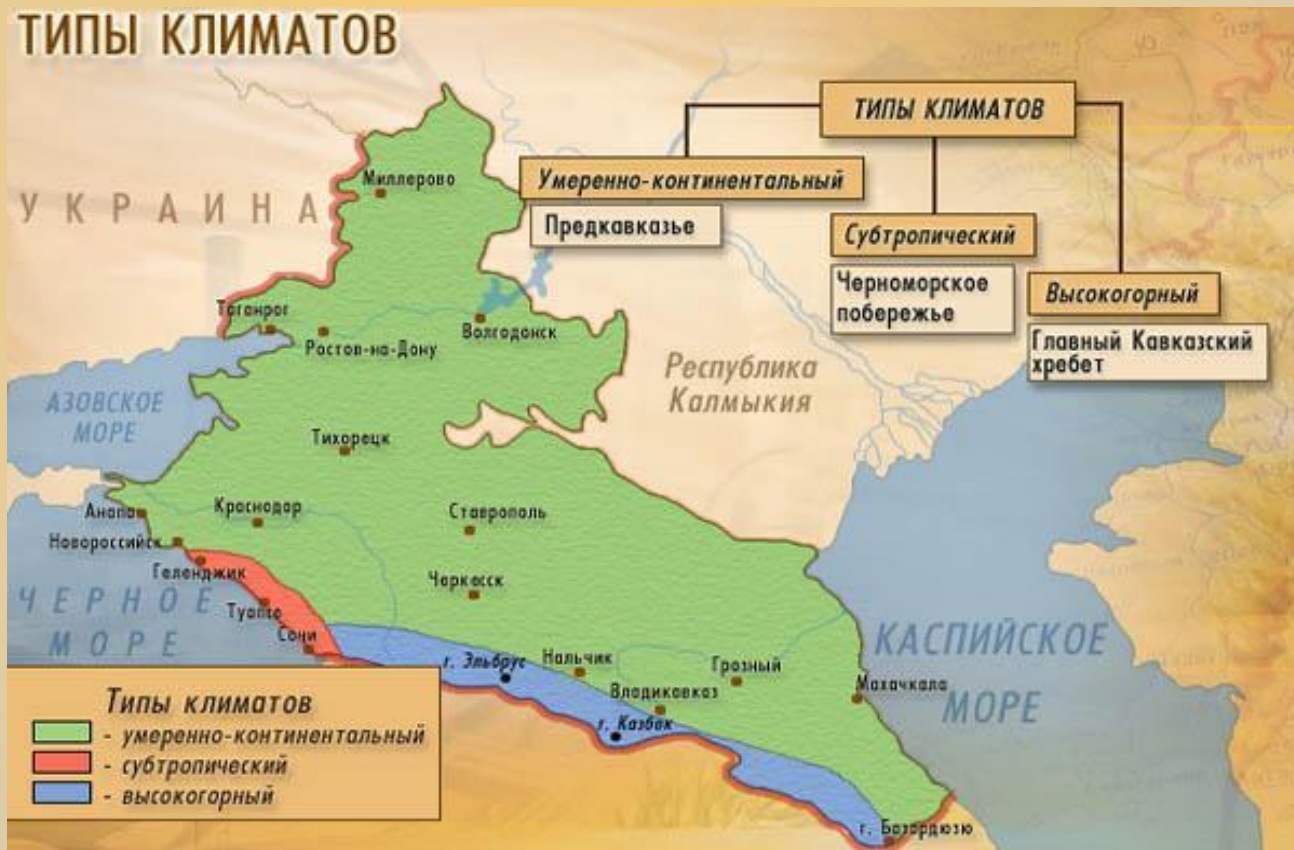 ТИПЫ КЛИМАТОВ
ТИПЫ КЛИМАТОВ
Умеренно-континентальный
Предкавказье
Субтропический
Черноморское
побережье
Высокогорный
Главный Кавказский
хребет
УКРАИНА
Миллерово
Таганрог
Ростов-на-Дону
Волгодонск
Республика
Калмыкия
АЗОВСКОЕ
МОРЕ
Тихорецк
Анапа
Краснодар
Ставрополь
Новороссийск
Геленджик
Черкесск
ЧЕРНОЕ
МОРЕ
Туапсе
Сочи
г. Эльбрус
Нальчик
Грозный
Владикавказ
Махачкала
г. Казбек
КАСПИЙСКОЕ
МОРЕ
г. Базардюзю
Типы климатов
- умеренно-континентальный
- субтропический
- высокогорный